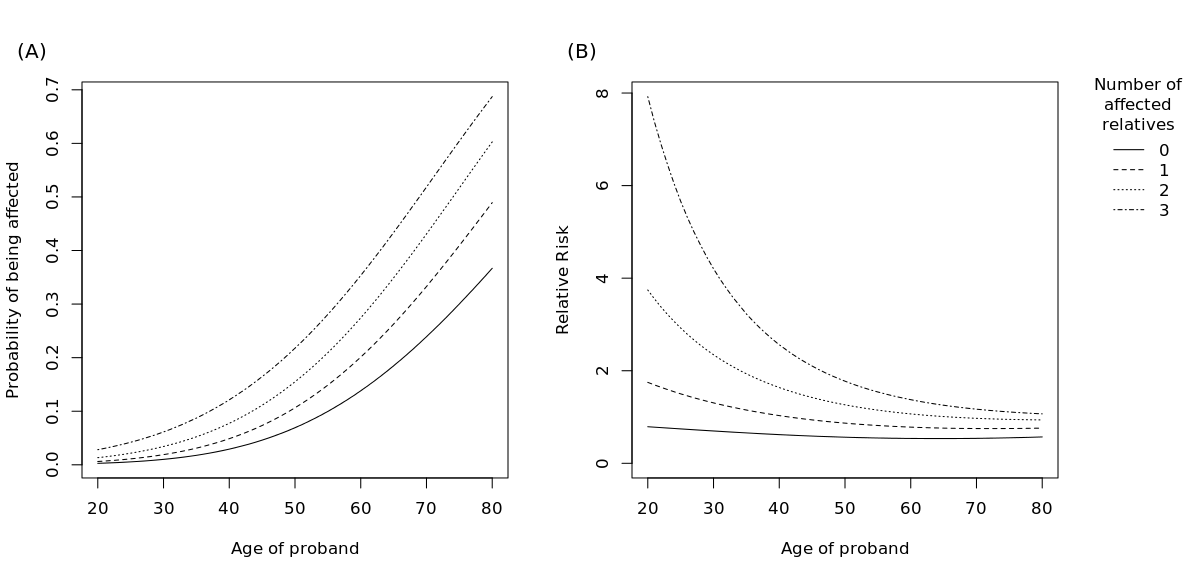 (A)
Probability of being affected
0.7
0.6
0.5
0.4
0.3
0.2
0.1
0.0
20 30 40 50 60 70 80
Age of proband
(B)
Relative Risk
8
6
4
2
0
20 30 40 50 60 70 80
Age of proband
Number of
affected
relatives
0
1
2
3